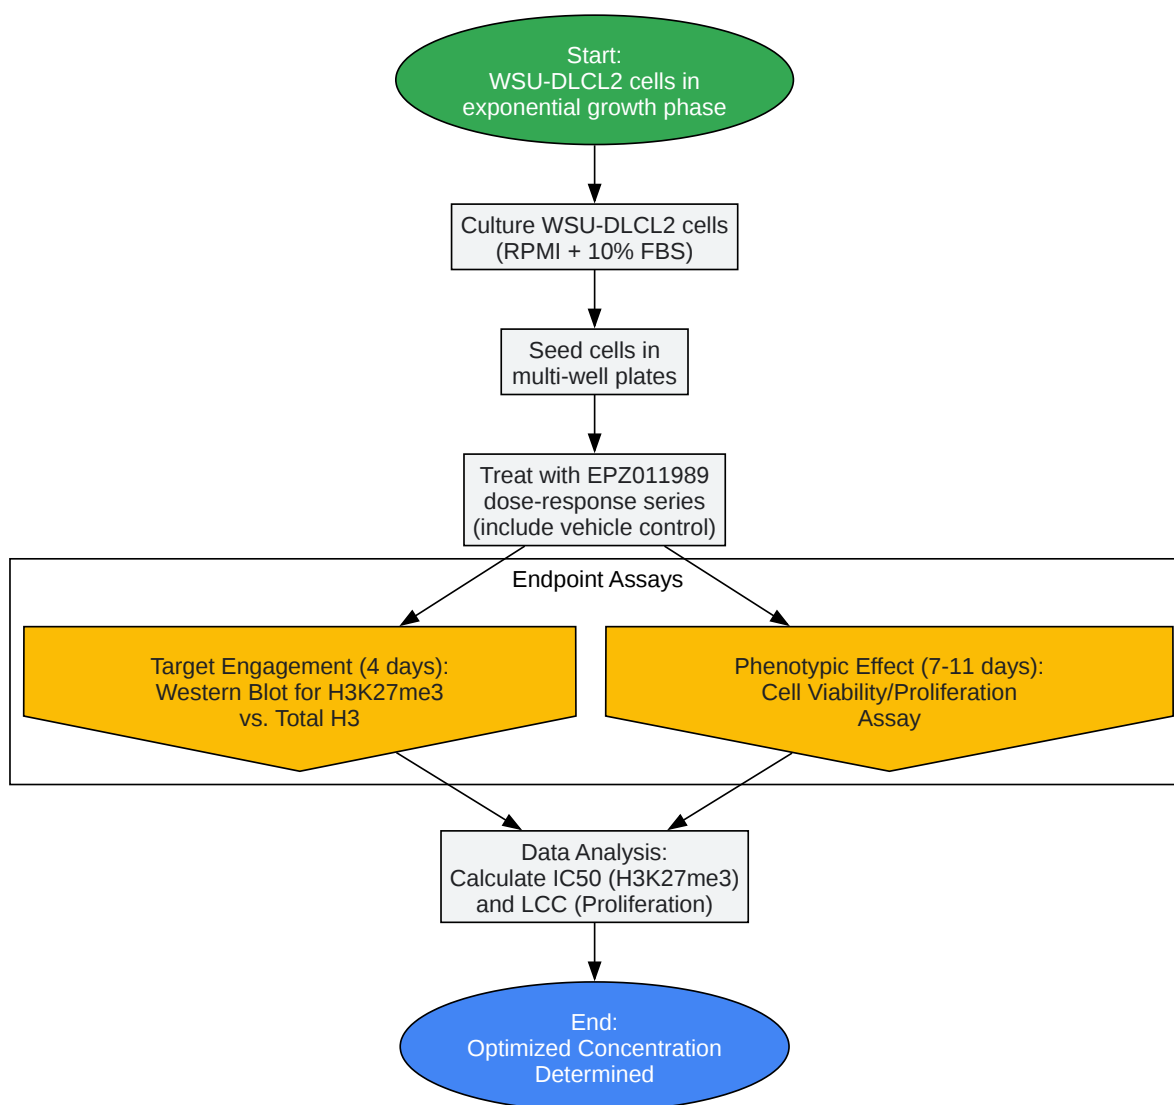 Start:
WSU-DLCL2 cells in
exponential growth phase
Culture WSU-DLCL2 cells
(RPMI + 10% FBS)
Seed cells in
multi-well plates
Treat with EPZ011989
dose-response series
(include vehicle control)
Endpoint Assays
Target Engagement (4 days):
Western Blot for H3K27me3
vs. Total H3
Phenotypic Effect (7-11 days):
Cell Viability/Proliferation
Assay
Data Analysis:
Calculate IC50 (H3K27me3)
and LCC (Proliferation)
End:
Optimized Concentration
Determined